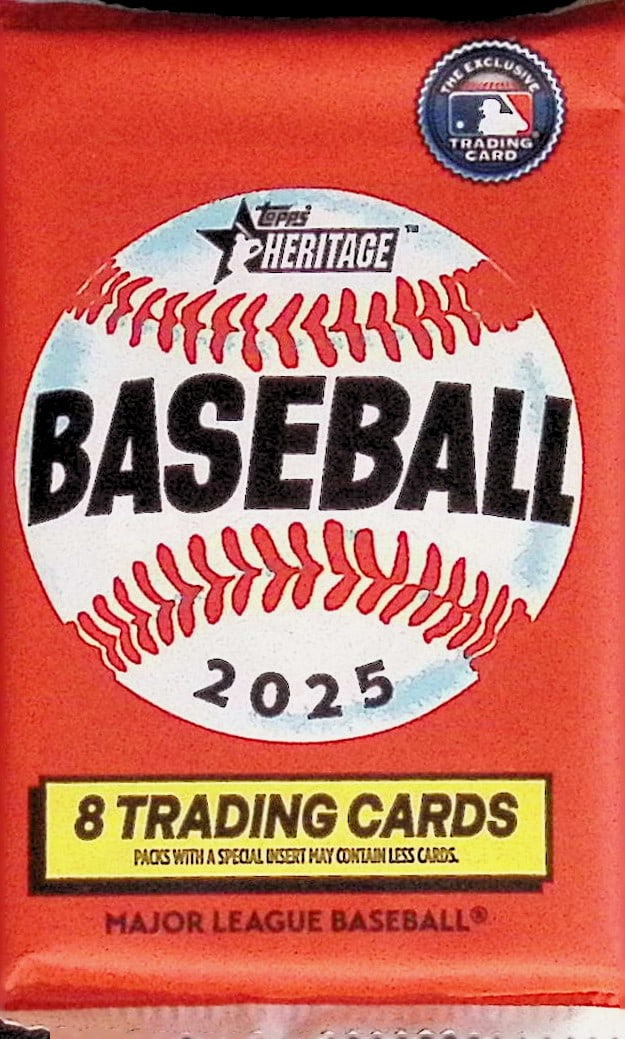 THE EXCLUSIVE
TRADING
CARD
Topps®
HERITAGE™
BASEBALL
2025
8 TRADING CARDS
PACKS WITH A SPECIAL INSERT MAY CONTAIN LESS CARDS.
MAJOR LEAGUE BASEBALL®